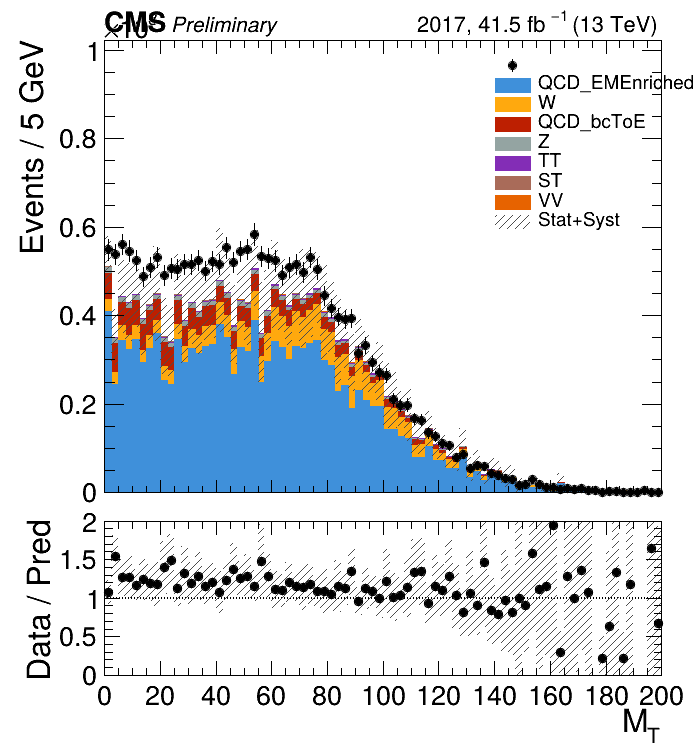 CMS Preliminary 2017, 41.5 fb⁻¹ (13 TeV)
Events / 5 GeV
1
0.8
0.6
0.4
0.2
0
QCD_EMEnriched
W
QCD_bcToE
Z
TT
ST
VV
Stat+Syst
Data / Pred
2
1.5
1
0.5
0
0 20 40 60 80 100 120 140 160 180 200
M_T